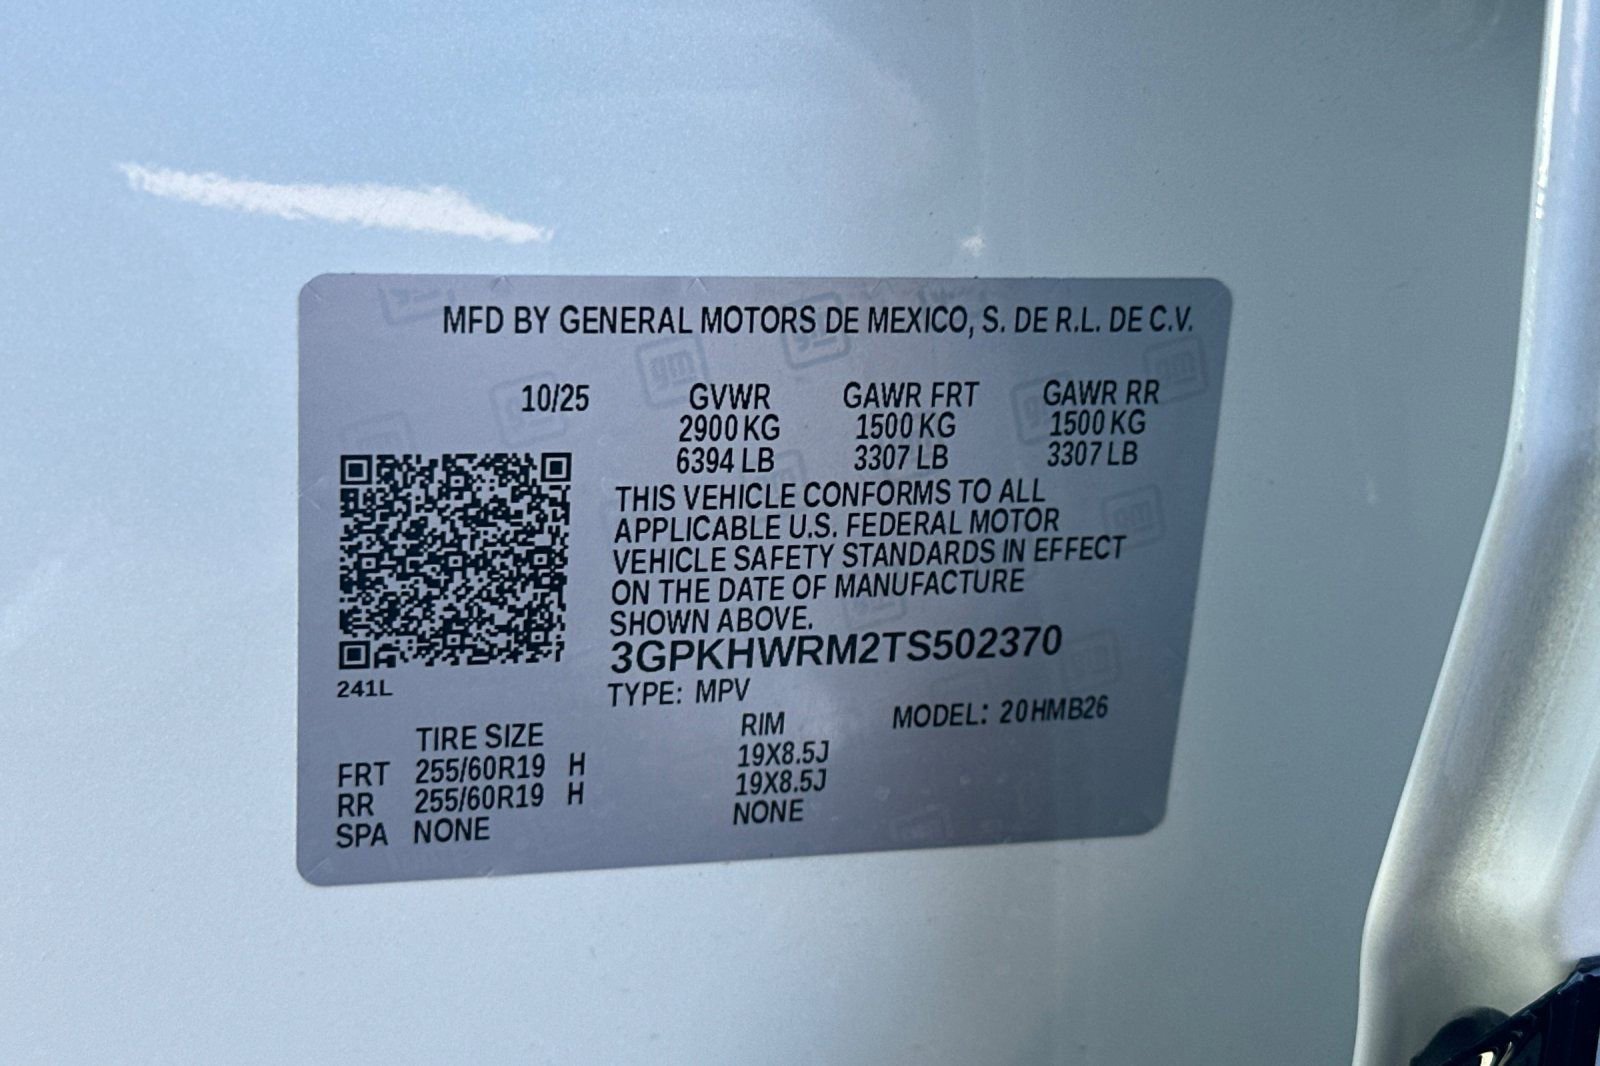 MFD BY GENERAL MOTORS DE MEXICO, S. DE R.L. DE C.V.
10/25 GVWR GAWR FRT GAWR RR
2900 KG 1500 KG 1500 KG
6394 LB 3307 LB 3307 LB
THIS VEHICLE CONFORMS TO ALL
APPLICABLE U.S. FEDERAL MOTOR
VEHICLE SAFETY STANDARDS IN EFFECT
ON THE DATE OF MANUFACTURE
SHOWN ABOVE.
3GPKHWRM2TS502370
241L
TYPE: MPV
MODEL: 20HMB26
TIRE SIZE RIM
FRT 255/60R19 H 19X8.5J
RR 255/60R19 H 19X8.5J
SPA NONE NONE